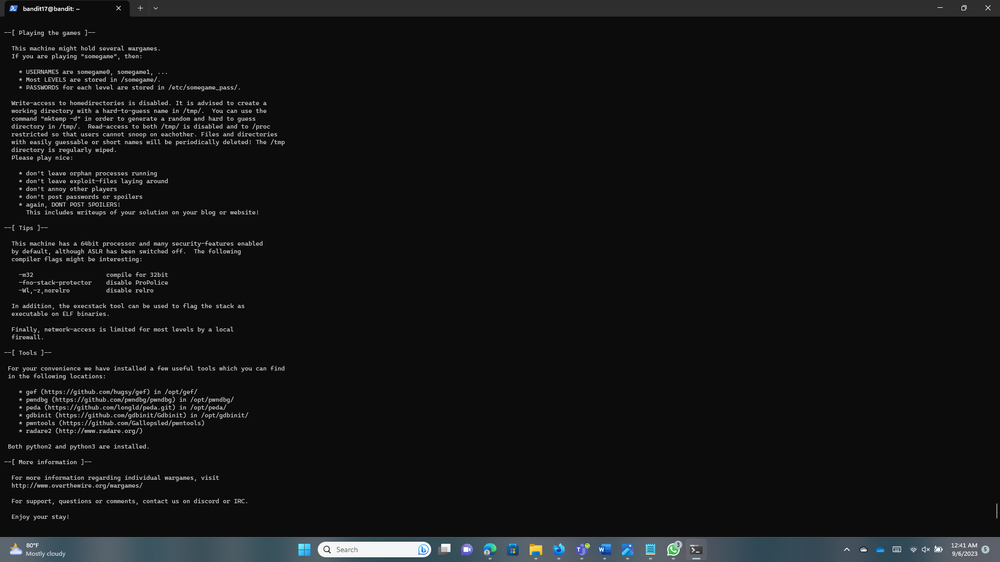 bandit17@bandit: ~
--[ Playing the games ]--
This machine might hold several wargames.
If you are playing "somegame", then:
* USERNAMES are somegame0, somegame1, ...
* Most LEVELS are stored in /somegame/.
* PASSWORDS for each level are stored in /etc/somegame_pass/.
Write-access to homedirectories is disabled. It is advised to create a
working directory with a hard-to-guess name in /tmp/.  You can use the
command "mktemp -d" in order to generate a random and hard to guess
directory in /tmp/.  Read-access to both /tmp/ is disabled and to /proc
restricted so that users cannot snoop on eachother. Files and directories
with easily guessable or short names will be periodically deleted! The /tmp
directory is regularly wiped.
Please play nice:
* don't leave orphan processes running
* don't leave exploit-files laying around
* don't annoy other players
* don't post passwords or spoilers
* again, DONT POST SPOILERS!
This includes writeups of your solution on your blog or website!
--[ Tips ]--
This machine has a 64bit processor and many security-features enabled
by default, although ASLR has been switched off.  The following
compiler flags might be interesting:
-m32                    compile for 32bit
-fno-stack-protector    disable ProPolice
-Wl,-z,norelro          disable relro
In addition, the execstack tool can be used to flag the stack as
executable on ELF binaries.
Finally, network-access is limited for most levels by a local
firewall.
--[ Tools ]--
For your convenience we have installed a few useful tools which you can find
in the following locations:
* gef (https://github.com/hugsy/gef) in /opt/gef/
* pwndbg (https://github.com/pwndbg/pwndbg) in /opt/pwndbg/
* peda (https://github.com/longld/peda.git) in /opt/peda/
* gdbinit (https://github.com/gdbinit/Gdbinit) in /opt/gdbinit/
* pwntools (https://github.com/Gallopsled/pwntools)
* radare2 (http://www.radare.org/)
Both python2 and python3 are installed.
--[ More information ]--
For more information regarding individual wargames, visit
http://www.overthewire.org/wargames/
For support, questions or comments, contact us on discord or IRC.
Enjoy your stay!
80°F
Mostly cloudy
Search
3
12:41 AM
9/6/2023
5